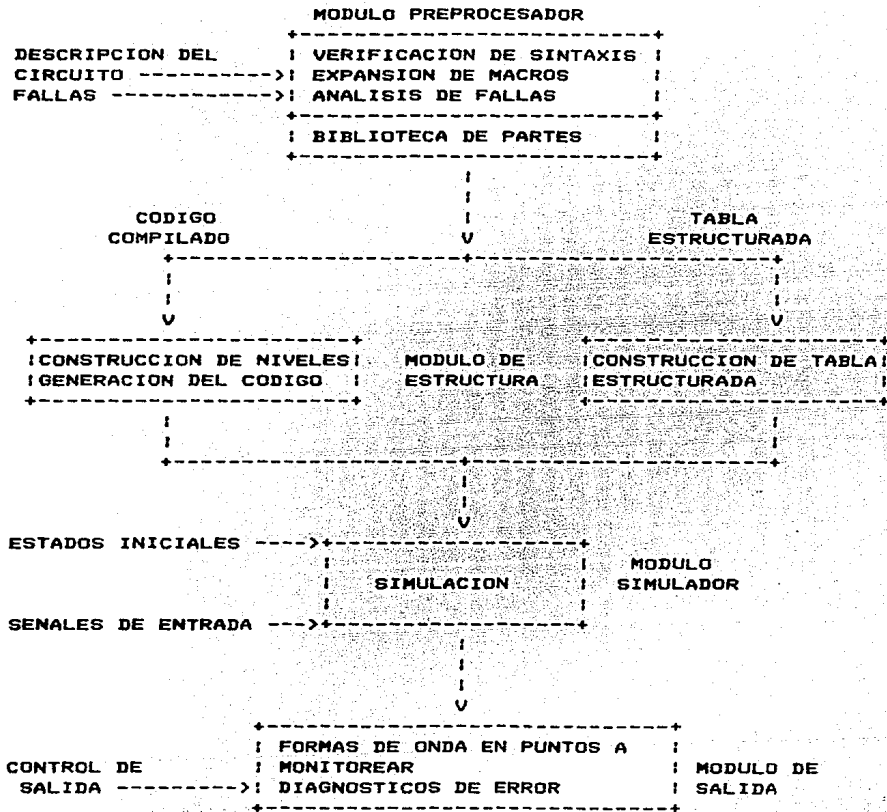 MODULO PREPROCESADOR
DESCRIPCION DEL
CIRCUITO
FALLAS
VERIFICACION DE SINTAXIS
EXPANSION DE MACROS
ANALISIS DE FALLAS
BIBLIOTECA DE PARTES
CODIGO
COMPILADO
TABLA
ESTRUCTURADA
CONSTRUCCION DE NIVELES
GENERACION DEL CODIGO
MODULO DE
ESTRUCTURA
CONSTRUCCION DE TABLA
ESTRUCTURADA
ESTADOS INICIALES
SIMULACION
MODULO
SIMULADOR
SENALES DE ENTRADA
FORMAS DE ONDA EN PUNTOS A
MONITOREAR
DIAGNOSTICOS DE ERROR
CONTROL DE
SALIDA
MODULO DE
SALIDA